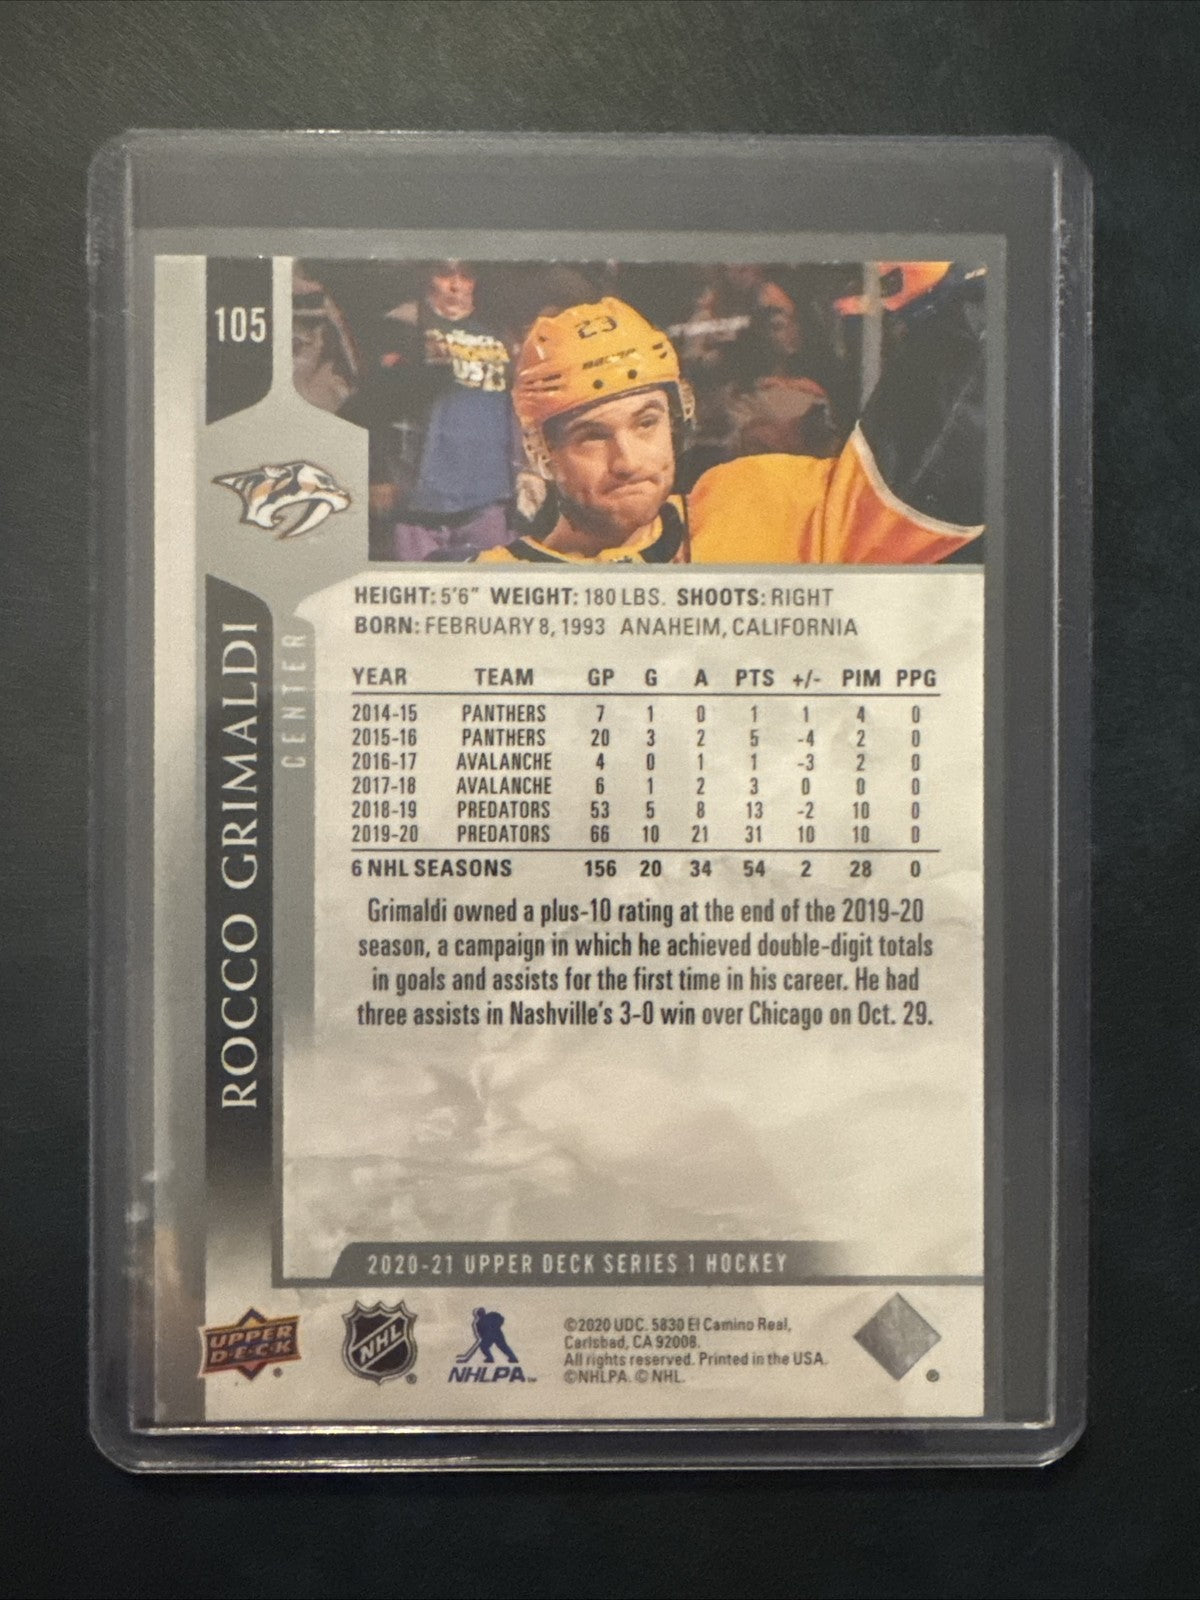 105
23
BAUER
ROCCO GRIMALDI
CENTER
HEIGHT: 5'6" WEIGHT: 180 LBS. SHOOTS: RIGHT
BORN: FEBRUARY 8, 1993 ANAHEIM, CALIFORNIA
YEAR TEAM GP G A PTS +/- PIM PPG
2014-15 PANTHERS 7 1 0 1 1 4 0
2015-16 PANTHERS 20 3 2 5 -4 2 0
2016-17 AVALANCHE 4 0 1 1 -3 2 0
2017-18 AVALANCHE 6 1 2 3 0 0 0
2018-19 PREDATORS 53 5 8 13 -2 10 0
2019-20 PREDATORS 66 10 21 31 10 10 0
6 NHL SEASONS 156 20 34 54 2 28 0
Grimaldi owned a plus-10 rating at the end of the 2019-20
season, a campaign in which he achieved double-digit totals
in goals and assists for the first time in his career. He had
three assists in Nashville's 3-0 win over Chicago on Oct. 29.
2020-21 UPPER DECK SERIES 1 HOCKEY
UPPER
D·E·C·K
®
NHL
®
NHLPA™
©2020 UDC. 5830 El Camino Real,
Carlsbad, CA 92008.
All rights reserved. Printed in the USA.
©NHLPA. © NHL.
®